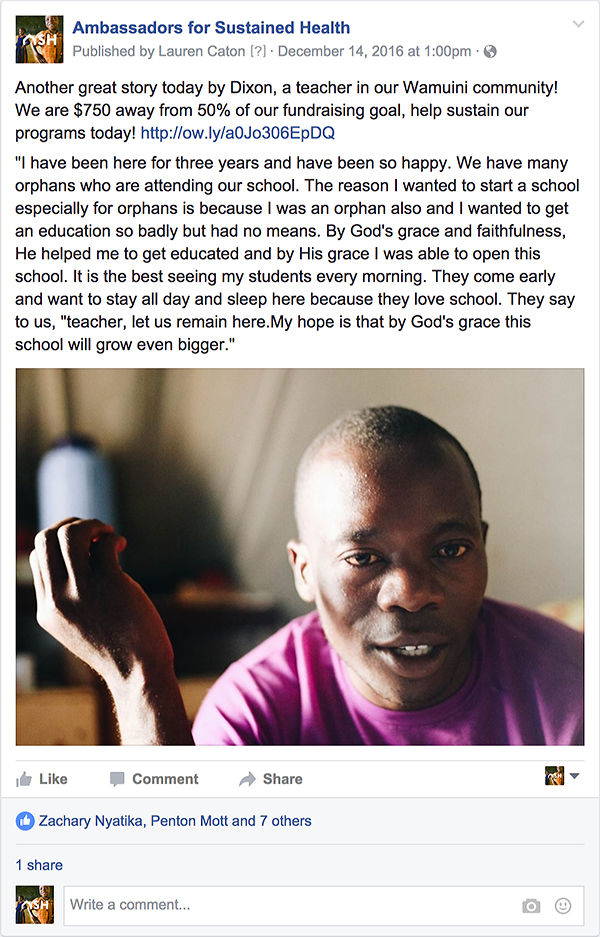 Ambassadors for Sustained Health
Published by Lauren Caton [?] · December 14, 2016 at 1:00pm ·
Another great story today by Dixon, a teacher in our Wamuini community!
We are $750 away from 50% of our fundraising goal, help sustain our
programs today! http://ow.ly/a0Jo306EpDQ
"I have been here for three years and have been so happy. We have many
orphans who are attending our school. The reason I wanted to start a school
especially for orphans is because I was an orphan also and I wanted to get
an education so badly but had no means. By God's grace and faithfulness,
He helped me to get educated and by His grace I was able to open this
school. It is the best seeing my students every morning. They come early
and want to stay all day and sleep here because they love school. They say
to us, "teacher, let us remain here.My hope is that by God's grace this
school will grow even bigger."
Like Comment Share
Zachary Nyatika, Penton Mott and 7 others
1 share
Write a comment...